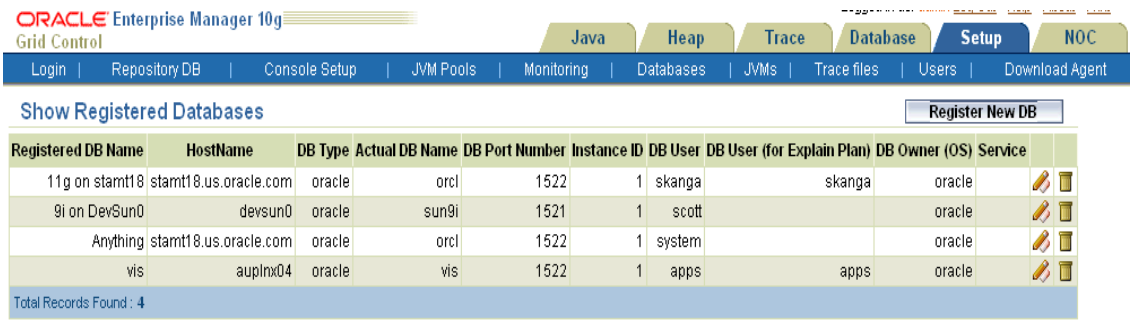 ORACLE Enterprise Manager 10g
Grid Control
Java Heap Trace Database Setup NOC
Login | Repository DB | Console Setup | JVM Pools | Monitoring | Databases | JVMs | Trace files | Users | Download Agent
Show Registered Databases
Register New DB
Registered DB Name HostName DB Type Actual DB Name DB Port Number Instance ID DB User DB User (for Explain Plan) DB Owner (OS) Service
11g on stamt18 stamt18.us.oracle.com oracle orcl 1522 1 skanga skanga oracle
9i on DevSun0 devsun0 oracle sun9i 1521 1 scott oracle
Anything stamt18.us.oracle.com oracle orcl 1522 1 system oracle
vis auplnx04 oracle vis 1522 1 apps apps oracle
Total Records Found : 4